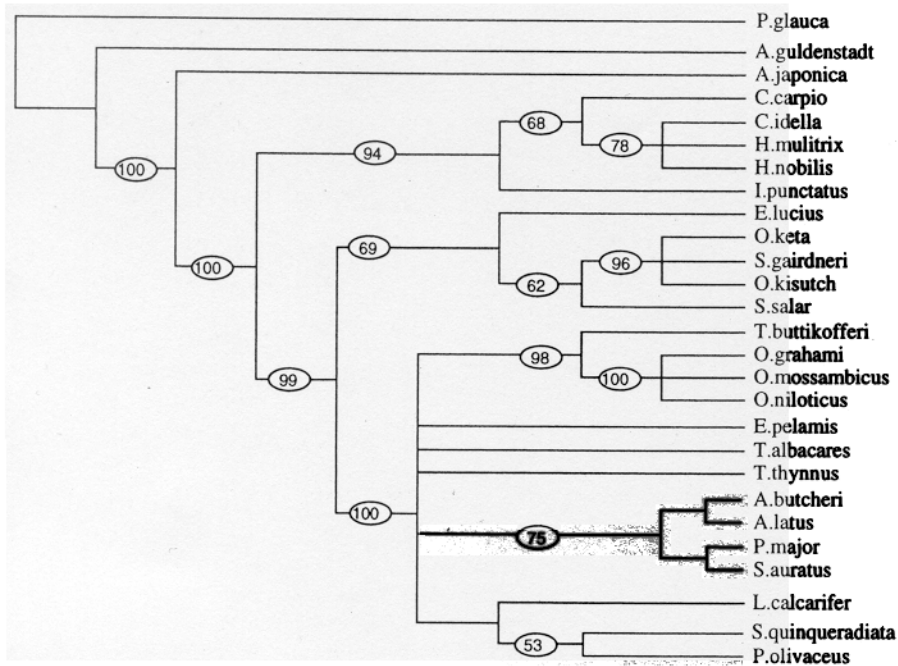 P.glauca
A.guldenstadt
A.japonica
C.carpio
68
C.idella
78
H.mulitrix
94
H.nobilis
100
I.punctatus
E.lucius
O.keta
69
S.gairdneri
96
100
O.kisutch
62
S.salar
T.buttikofferi
98
O.grahami
99
100
O.mossambicus
O.niloticus
E.pelamis
T.albacares
T.thynnus
A.butcheri
100
A.latus
75
P.major
S.auratus
L.calcarifer
S.quinqueradiata
53
P.olivaceus